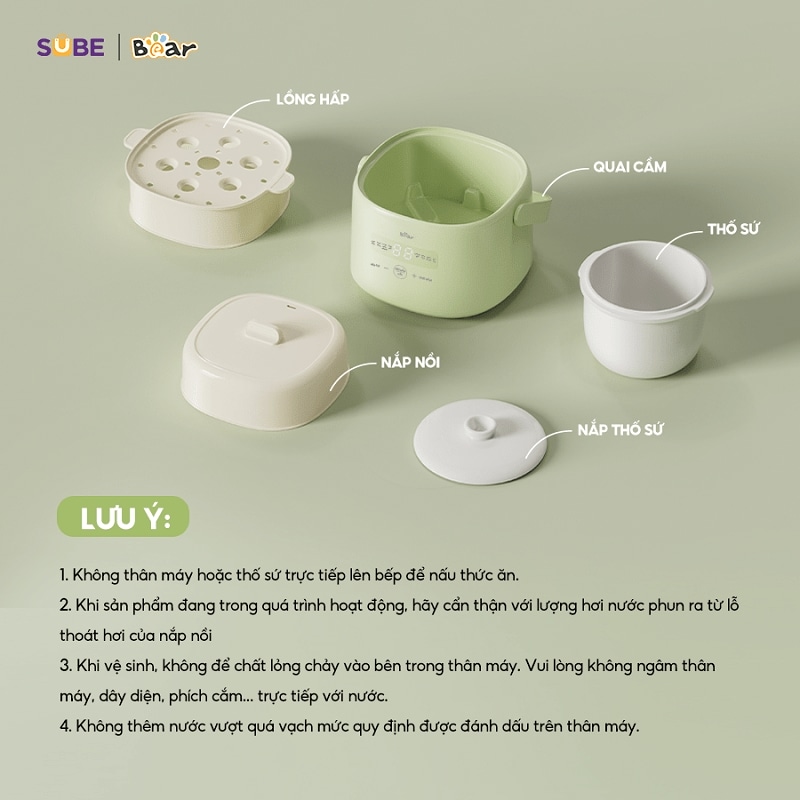 SUBE | Bear
LỒNG HẤP
QUAI CẦM
THỐ SỨ
NẮP NỒI
NẮP THỐ SỨ
LƯU Ý:
1. Không thân máy hoặc thố sứ trực tiếp lên bếp để nấu thức ăn.
2. Khi sản phẩm đang trong quá trình hoạt động, hãy cẩn thận với lượng hơi nước phun ra từ lỗ
thoát hơi của nắp nồi
3. Khi vệ sinh, không để chất lỏng chảy vào bên trong thân máy. Vui lòng không ngâm thân
máy, dây diện, phích cắm... trực tiếp với nước.
4. Không thêm nước vượt quá vạch mức quy định được đánh dấu trên thân máy.